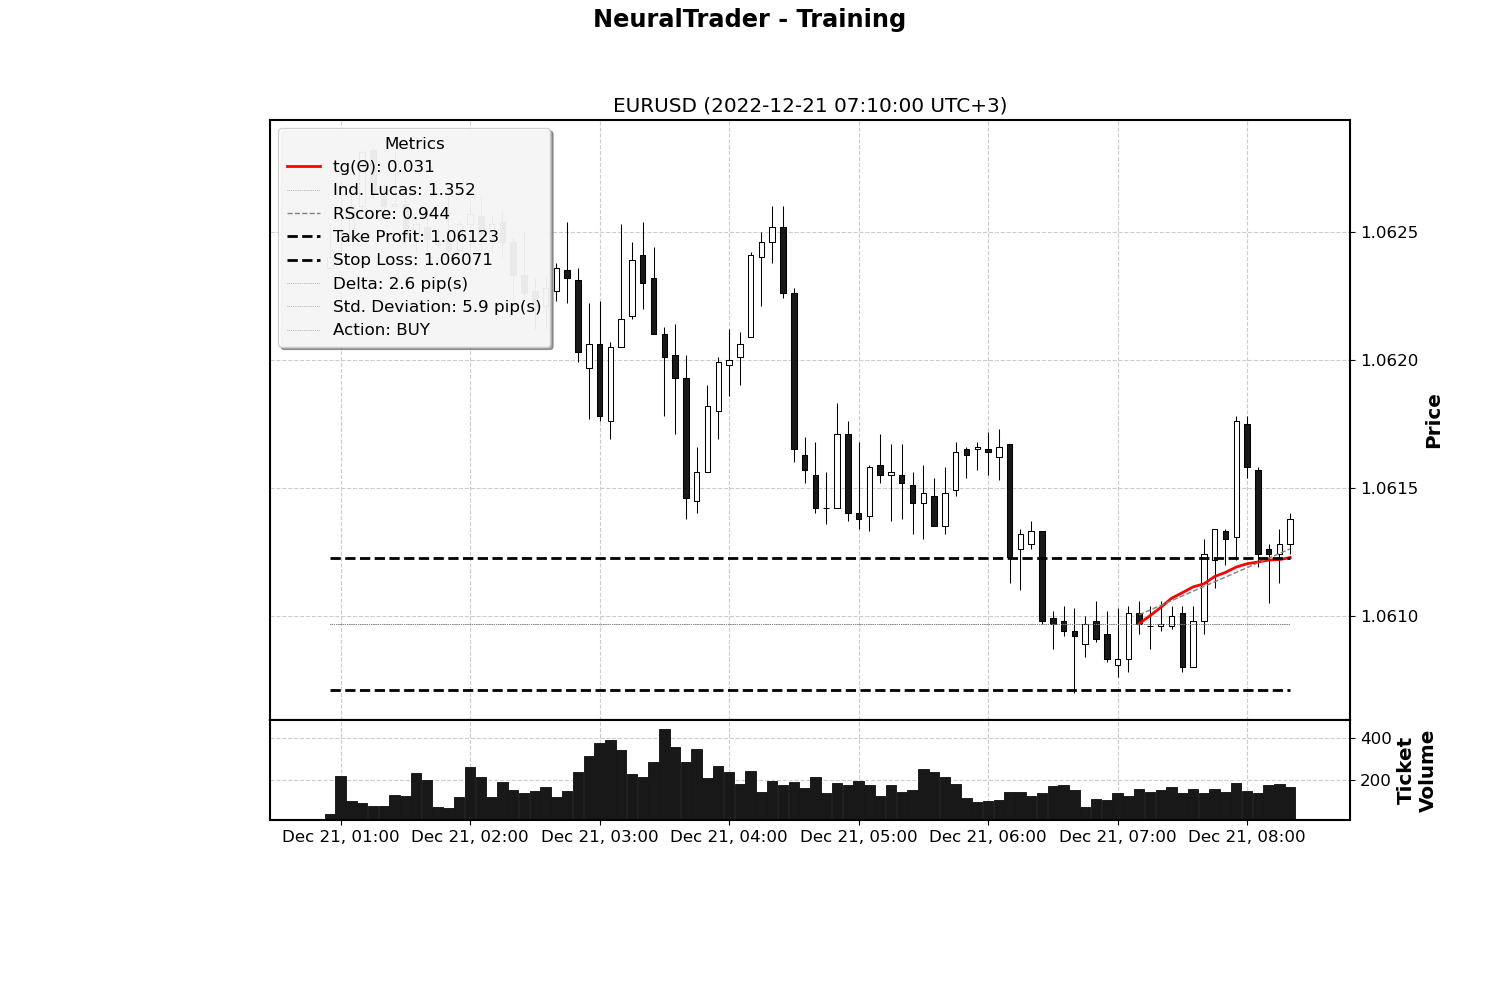 NeuralTrader - Training
EURUSD (2022-12-21 07:10:00 UTC+3)
Metrics
tg(Θ): 0.031
Ind. Lucas: 1.352
RScore: 0.944
Take Profit: 1.06123
Stop Loss: 1.06071
Delta: 2.6 pip(s)
Std. Deviation: 5.9 pip(s)
Action: BUY
1.0625
1.0620
1.0615
1.0610
Price
400
200
Ticket
Volume
Dec 21, 01:00
Dec 21, 02:00
Dec 21, 03:00
Dec 21, 04:00
Dec 21, 05:00
Dec 21, 06:00
Dec 21, 07:00
Dec 21, 08:00